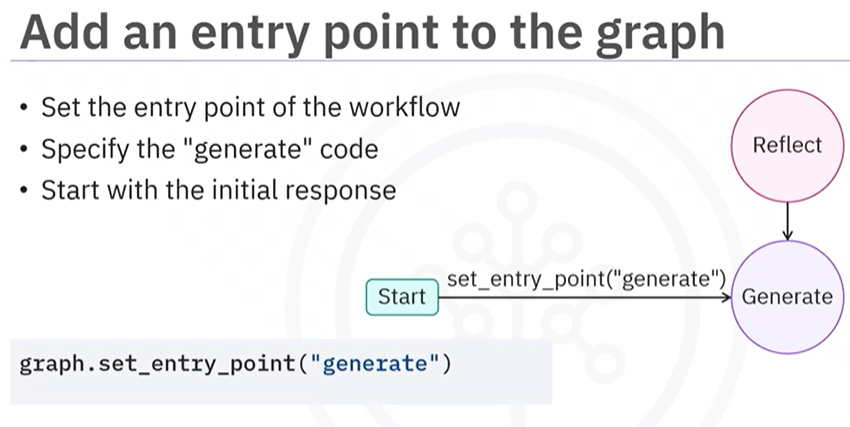 Add an entry point to the graph
• Set the entry point of the workflow
• Specify the "generate" code
• Start with the initial response
Reflect
set_entry_point("generate")
Start
Generate
graph.set_entry_point("generate")